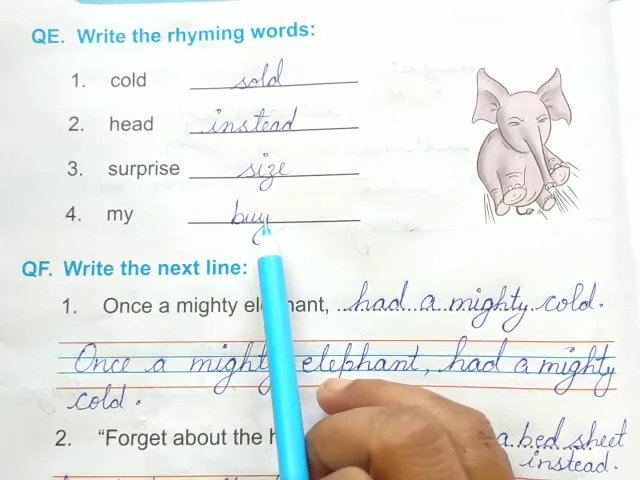 QE. Write the rhyming words:
1. cold sold
2. head instead
3. surprise size
4. my buy
QF. Write the next line:
1. Once a mighty elephant, had a mighty cold.
Once a mighty elephant, had a mighty
cold.
2. "Forget about the a bed sheet
instead.